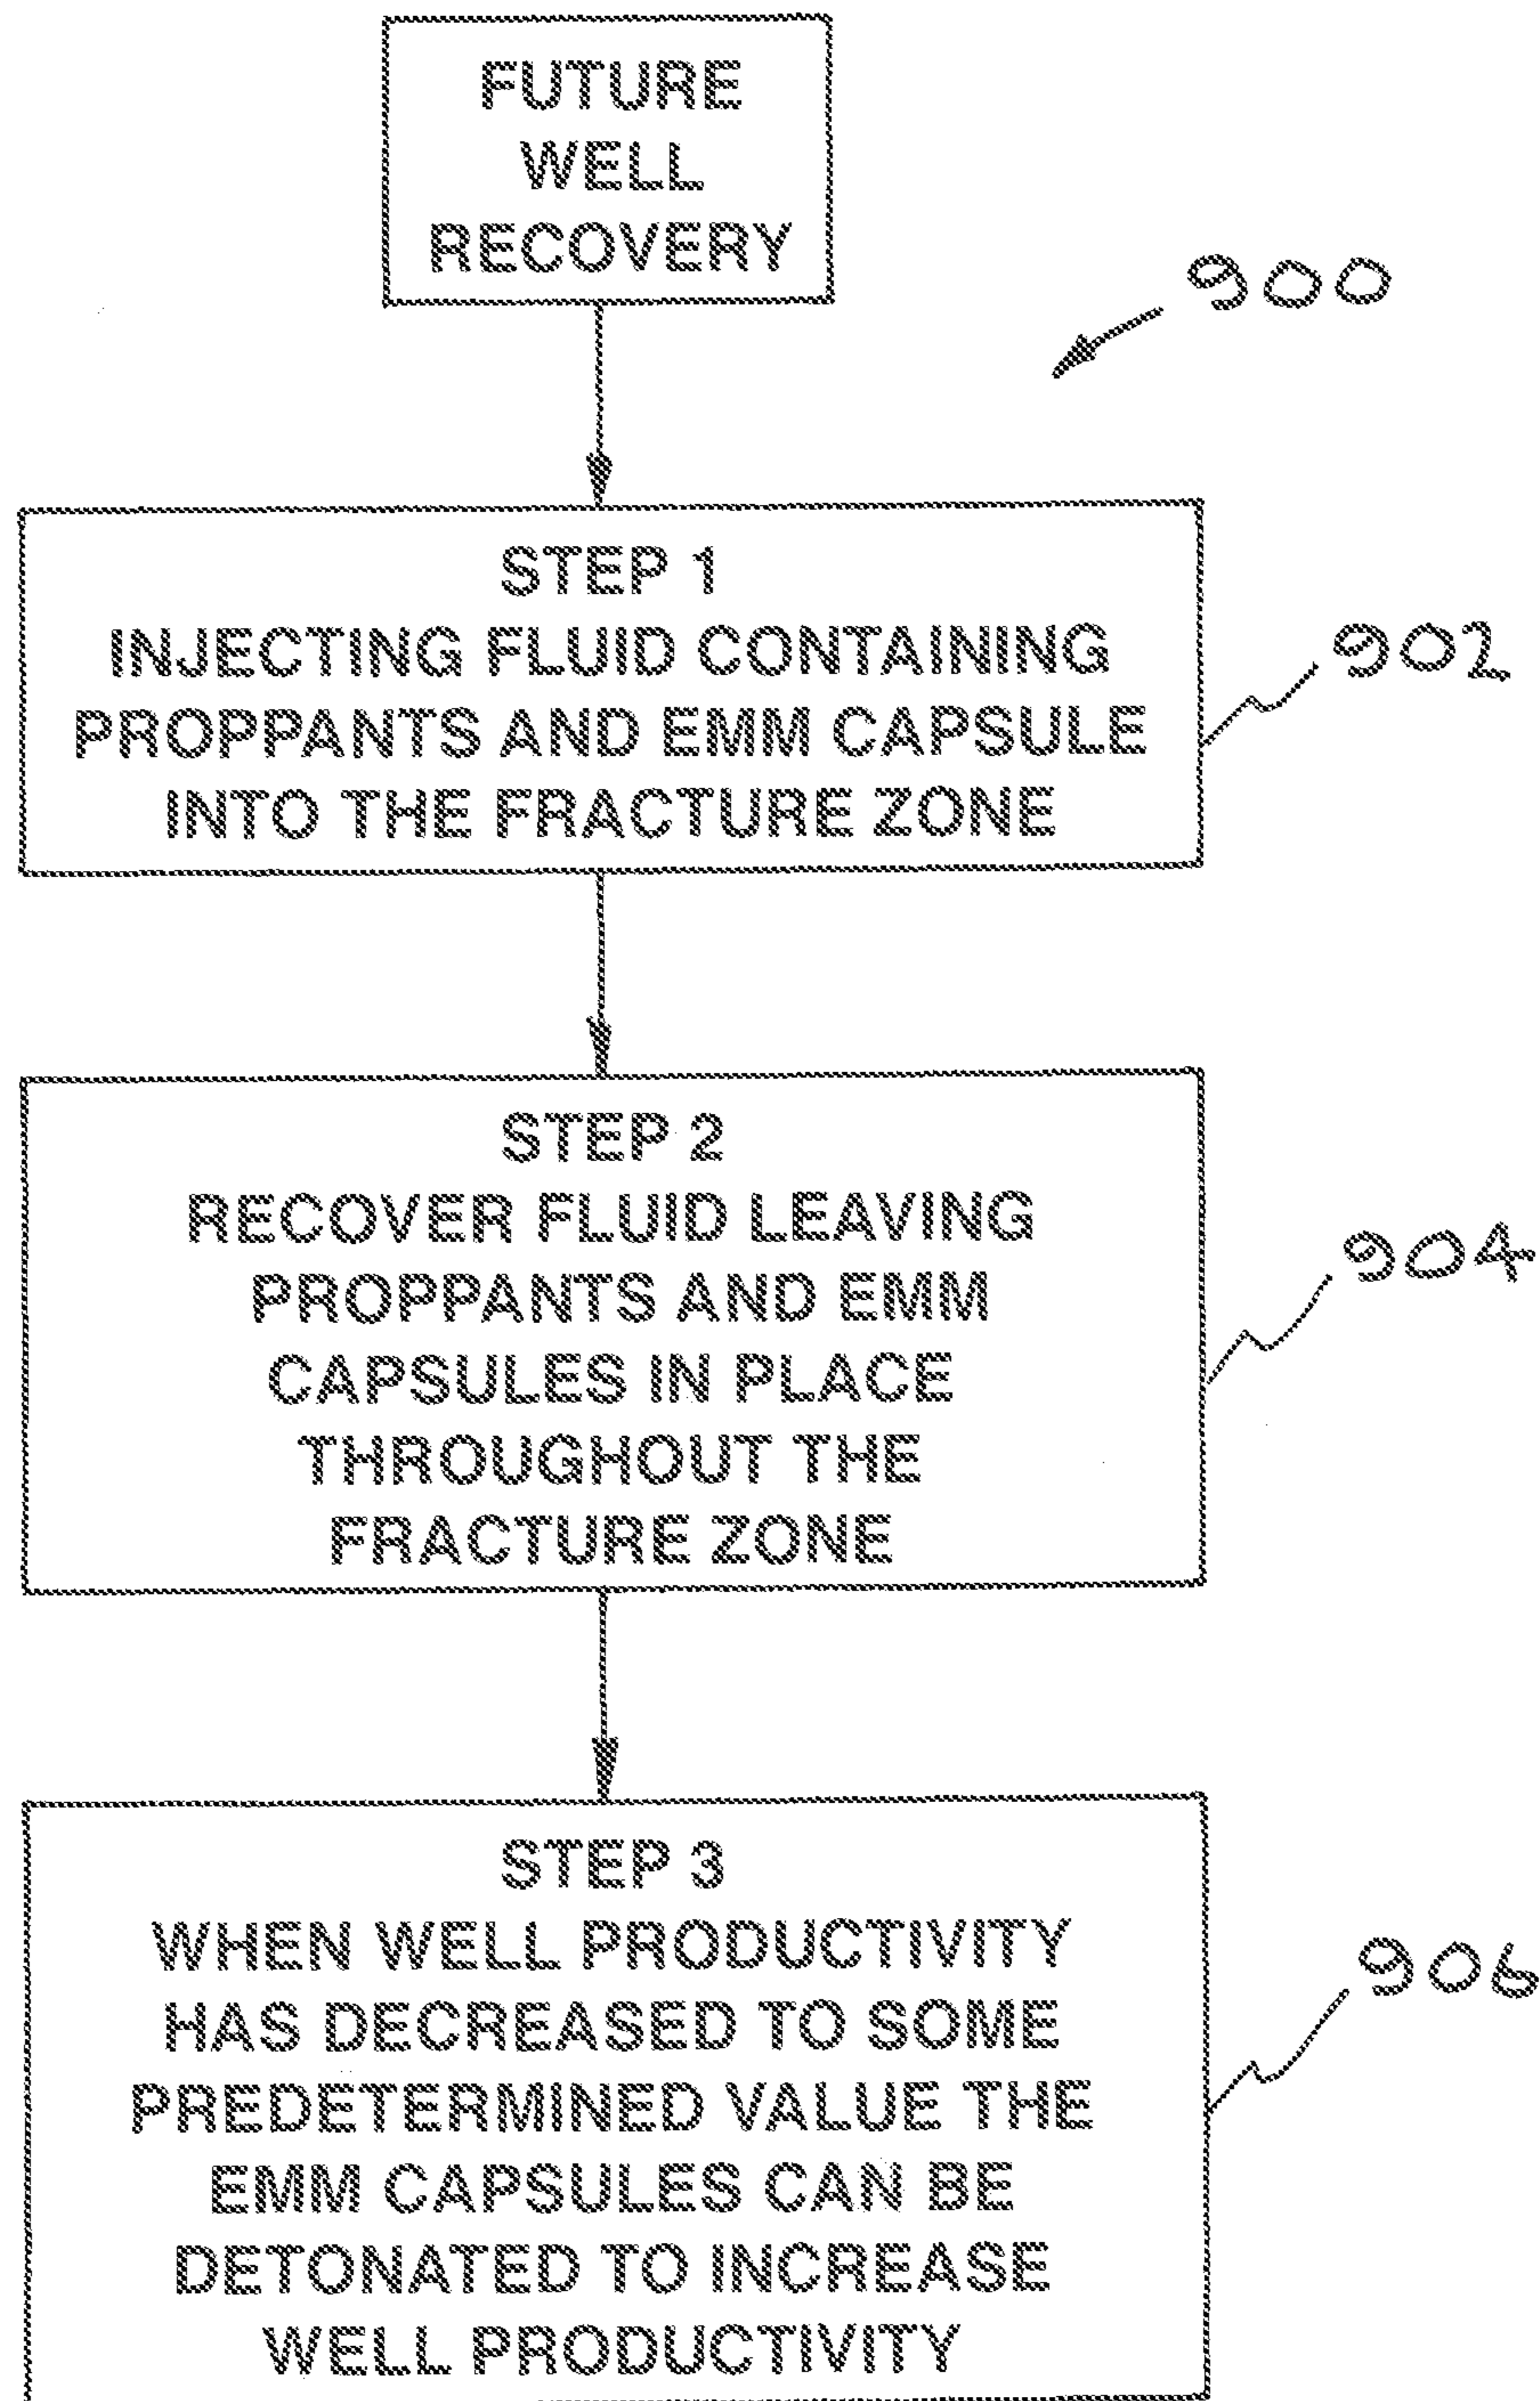 FUTURE
WELL
RECOVERY
900
STEP 1
INJECTING FLUID CONTAINING
PROPPANTS AND EMM CAPSULE
INTO THE FRACTURE ZONE
902
STEP 2
RECOVER FLUID LEAVING
PROPPANTS AND EMM
CAPSULES IN PLACE
THROUGHOUT THE
FRACTURE ZONE
904
STEP 3
WHEN WELL PRODUCTIVITY
HAS DECREASED TO SOME
PREDETERMINED VALUE THE
EMM CAPSULES CAN BE
DETONATED TO INCREASE
WELL PRODUCTIVITY
906